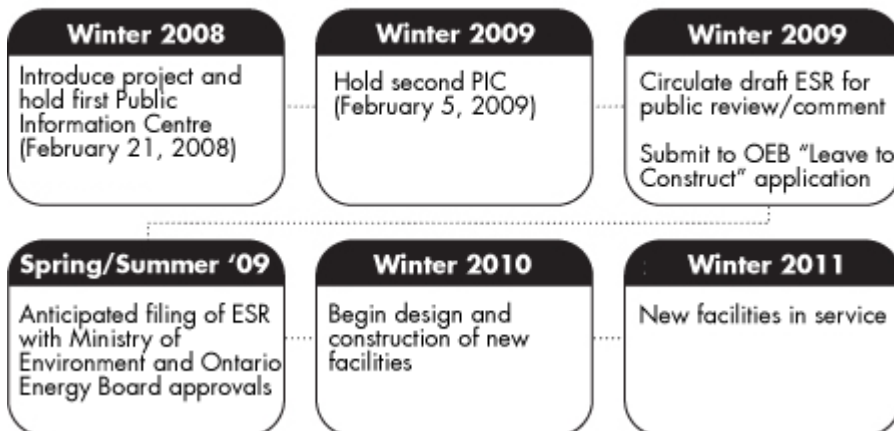 Winter 2008
Introduce project and
hold first Public
Information Centre
(February 21, 2008)
Winter 2009
Hold second PIC
(February 5, 2009)
Winter 2009
Circulate draft ESR for
public review/comment
Submit to OEB “Leave to
Construct” application
Spring/Summer ‘09
Anticipated filing of ESR
with Ministry of
Environment and Ontario
Energy Board approvals
Winter 2010
Begin design and
construction of new
facilities
Winter 2011
New facilities in service